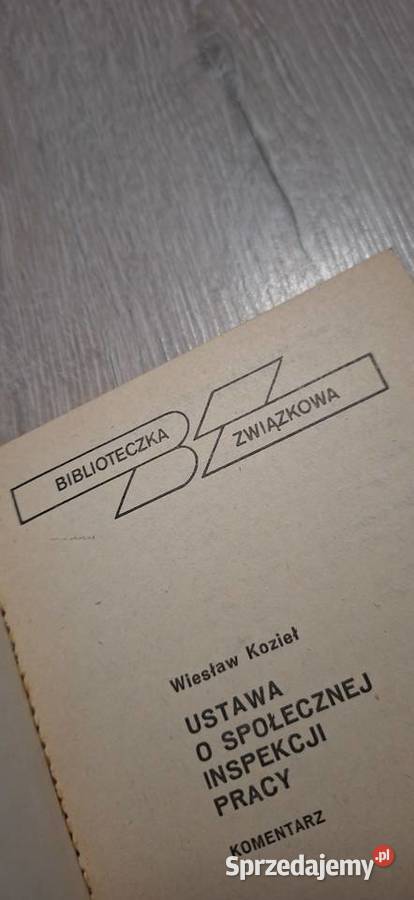 BIBLIOTECZKA
ZWIĄZKOWA
Wiesław Kozieł
USTAWA
O SPOŁECZNEJ
INSPEKCJI
PRACY
KOMENTARZ
Sprzedajemy.pl